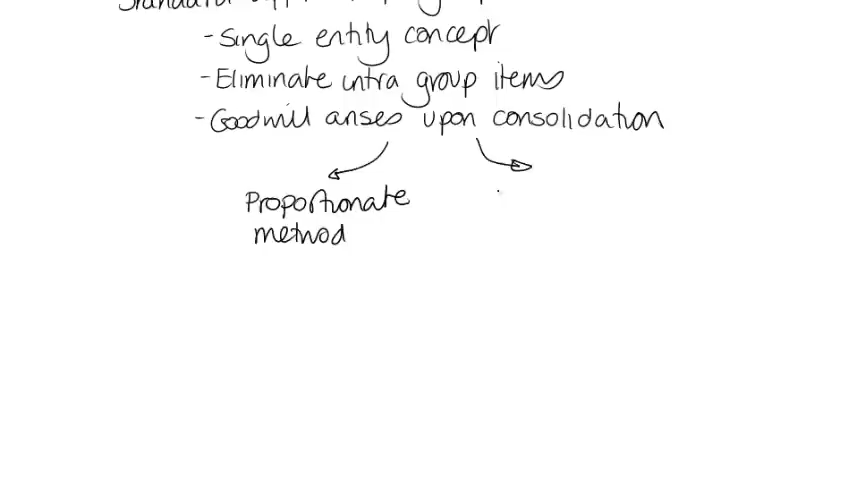 - Single entity concept
- Eliminate intra group items
- Goodwill arises upon consolidation
Proportionate
method